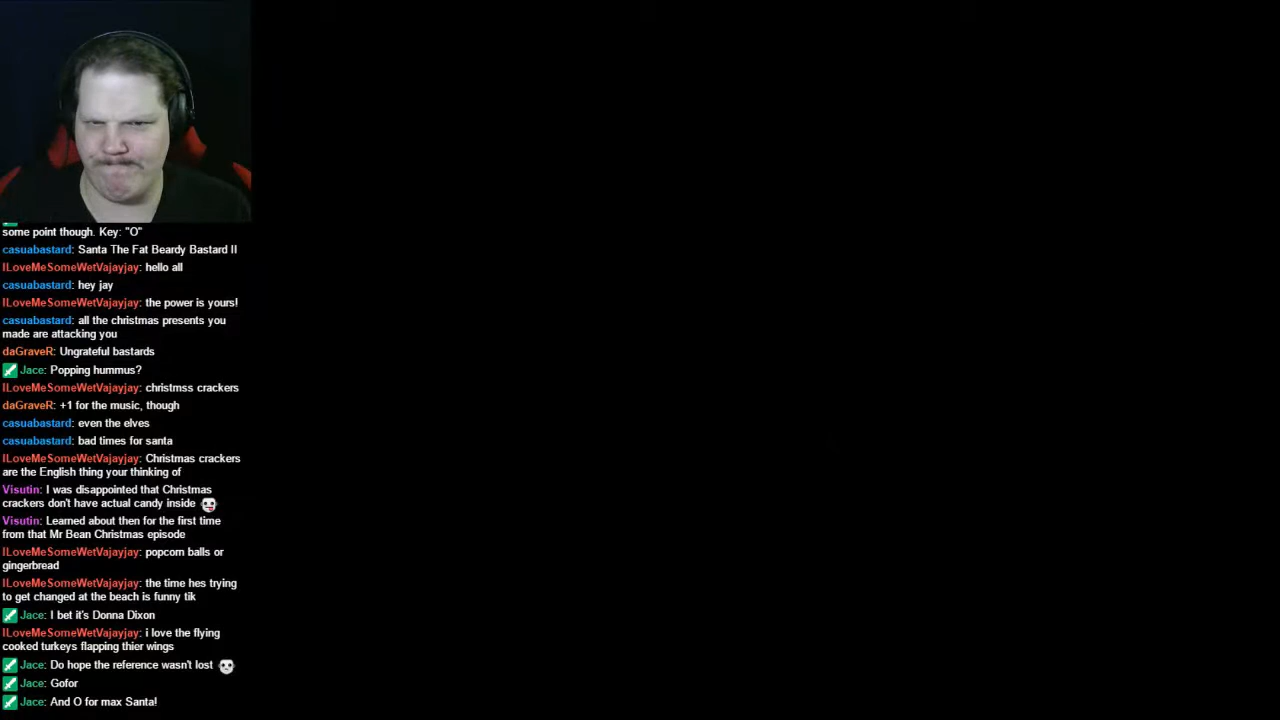 some point though. Key: "O"
casuabastard: Santa The Fat Beardy Bastard II
ILoveMeSomeWetVajayjay: hello all
casuabastard: hey jay
ILoveMeSomeWetVajayjay: the power is yours!
casuabastard: all the christmas presents you
made are attacking you
daGraveR: Ungrateful bastards
Jace: Popping hummus?
ILoveMeSomeWetVajayjay: christmss crackers
daGraveR: +1 for the music, though
casuabastard: even the elves
casuabastard: bad times for santa
ILoveMeSomeWetVajayjay: Christmas crackers
are the English thing your thinking of
Visutin: I was disappointed that Christmas
crackers don't have actual candy inside
Visutin: Learned about then for the first time
from that Mr Bean Christmas episode
ILoveMeSomeWetVajayjay: popcorn balls or
gingerbread
ILoveMeSomeWetVajayjay: the time hes trying
to get changed at the beach is funny tik
Jace: I bet it's Donna Dixon
ILoveMeSomeWetVajayjay: i love the flying
cooked turkeys flapping thier wings
Jace: Do hope the reference wasn't lost
Jace: Gofor
Jace: And O for max Santa!